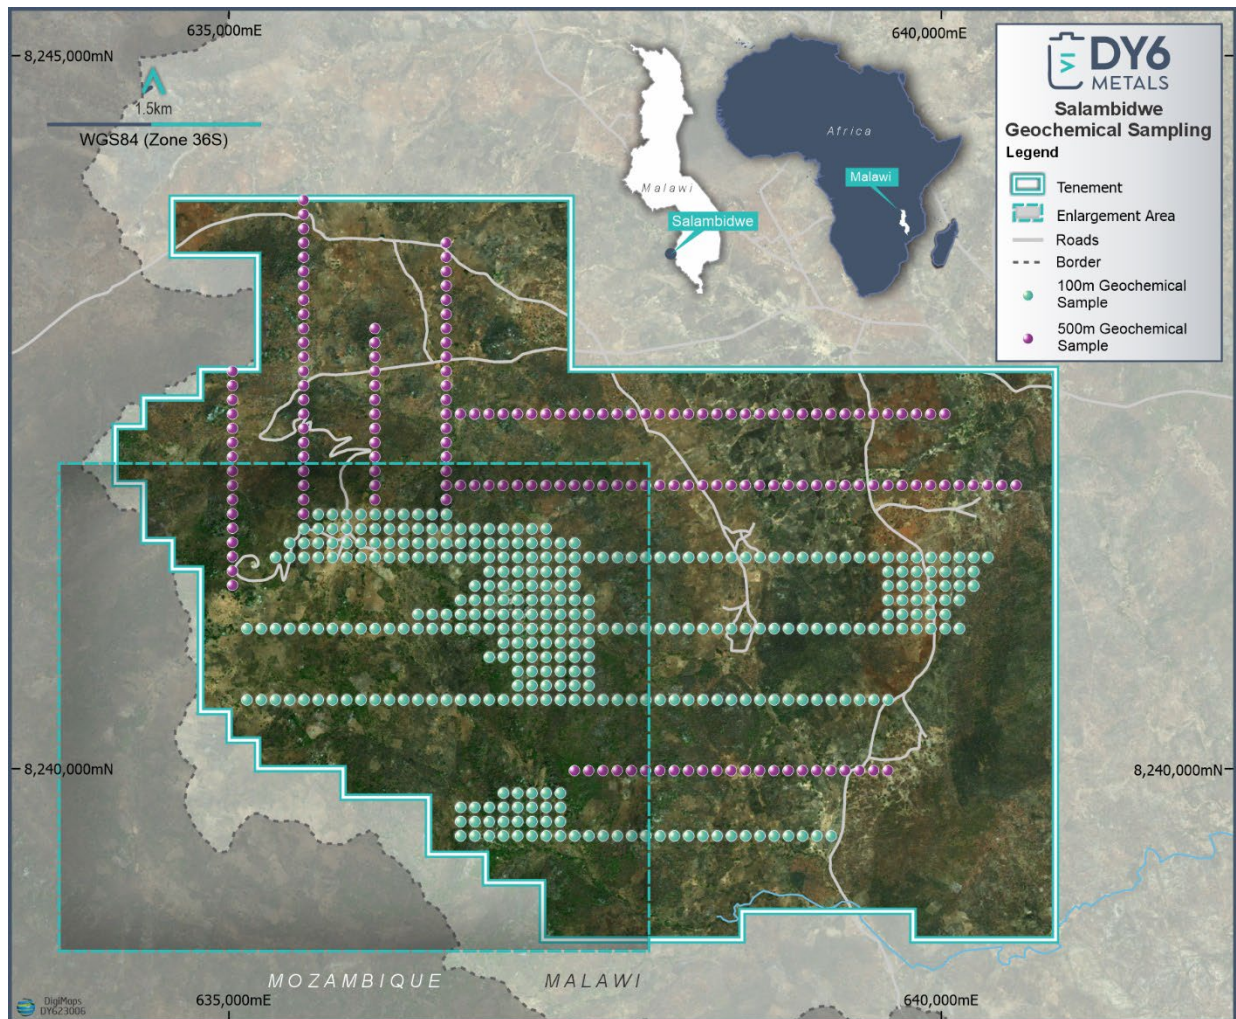 635,000mE
640,000mE
8,245,000mN
1.5km
WGS84 (Zone 36S)
Malawi
Salambidwe
Africa
Malawi
VI
DY6
METALS
Salambidwe
Geochemical Sampling
Legend
Tenement
Enlargement Area
Roads
Border
100m Geochemical
Sample
500m Geochemical
Sample
8,240,000mN
8,240,000mN
MOZAMBIQUE
MALAWI
DigiMaps
DY623006
635,000mE
640,000mE